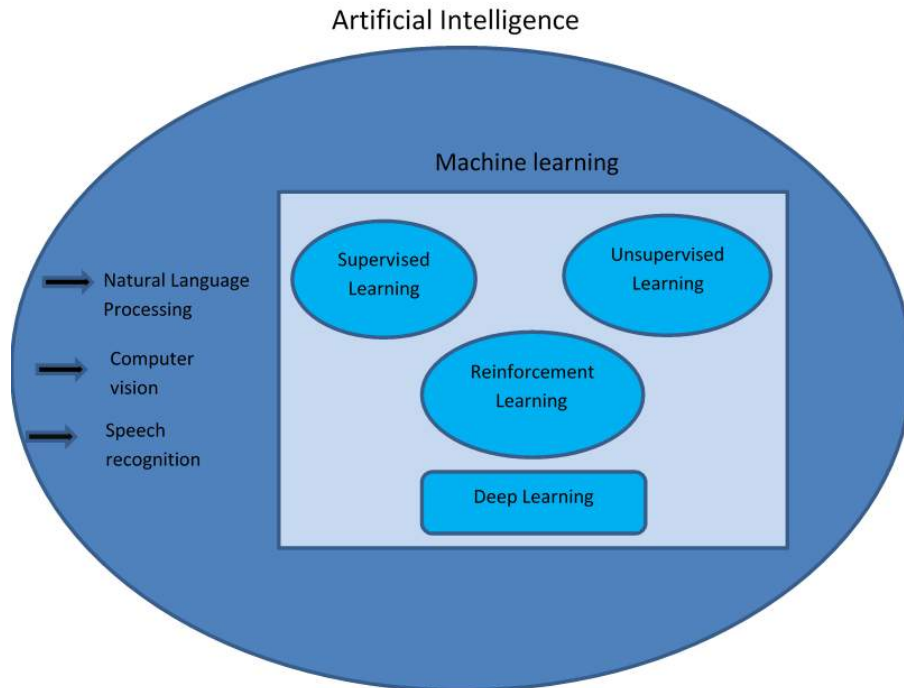 Artificial Intelligence
Machine learning
Supervised
Learning
Unsupervised
Learning
Natural Language
Processing
Computer
vision
Reinforcement
Learning
Speech
recognition
Deep Learning